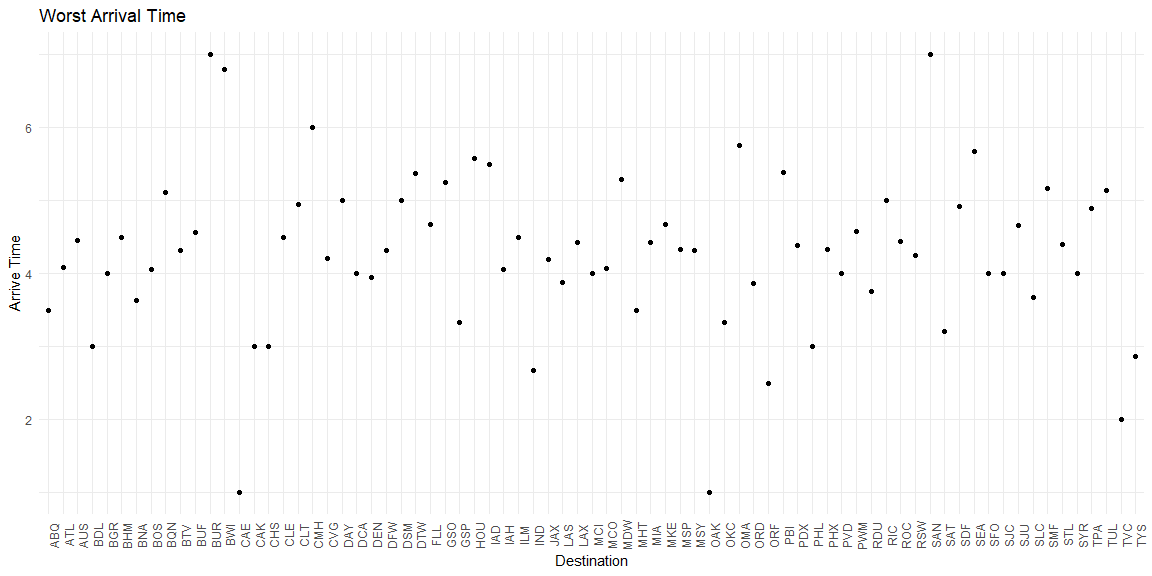 Worst Arrival Time
Arrive Time
6
4
2
ABQ
ATL
AUS
BDL
BGR
BHM
BNA
BOS
BQN
BTV
BUF
BUR
BWI
CAE
CAK
CHS
CLE
CLT
CMH
CVG
DAY
DCA
DEN
DFW
DSM
DTW
FLL
GSO
GSP
HOU
IAD
IAH
ILM
IND
JAX
LAS
LAX
MCI
MCO
MDW
MHT
MIA
MKE
MSP
MSY
OAK
OKC
OMA
ORD
ORF
PBI
PDX
PHL
PHX
PVD
PWM
RDU
RIC
ROC
RSW
SAN
SAT
SDF
SEA
SFO
SJC
SJU
SLC
SMF
STL
SYR
TPA
TUL
TVC
TYS
Destination